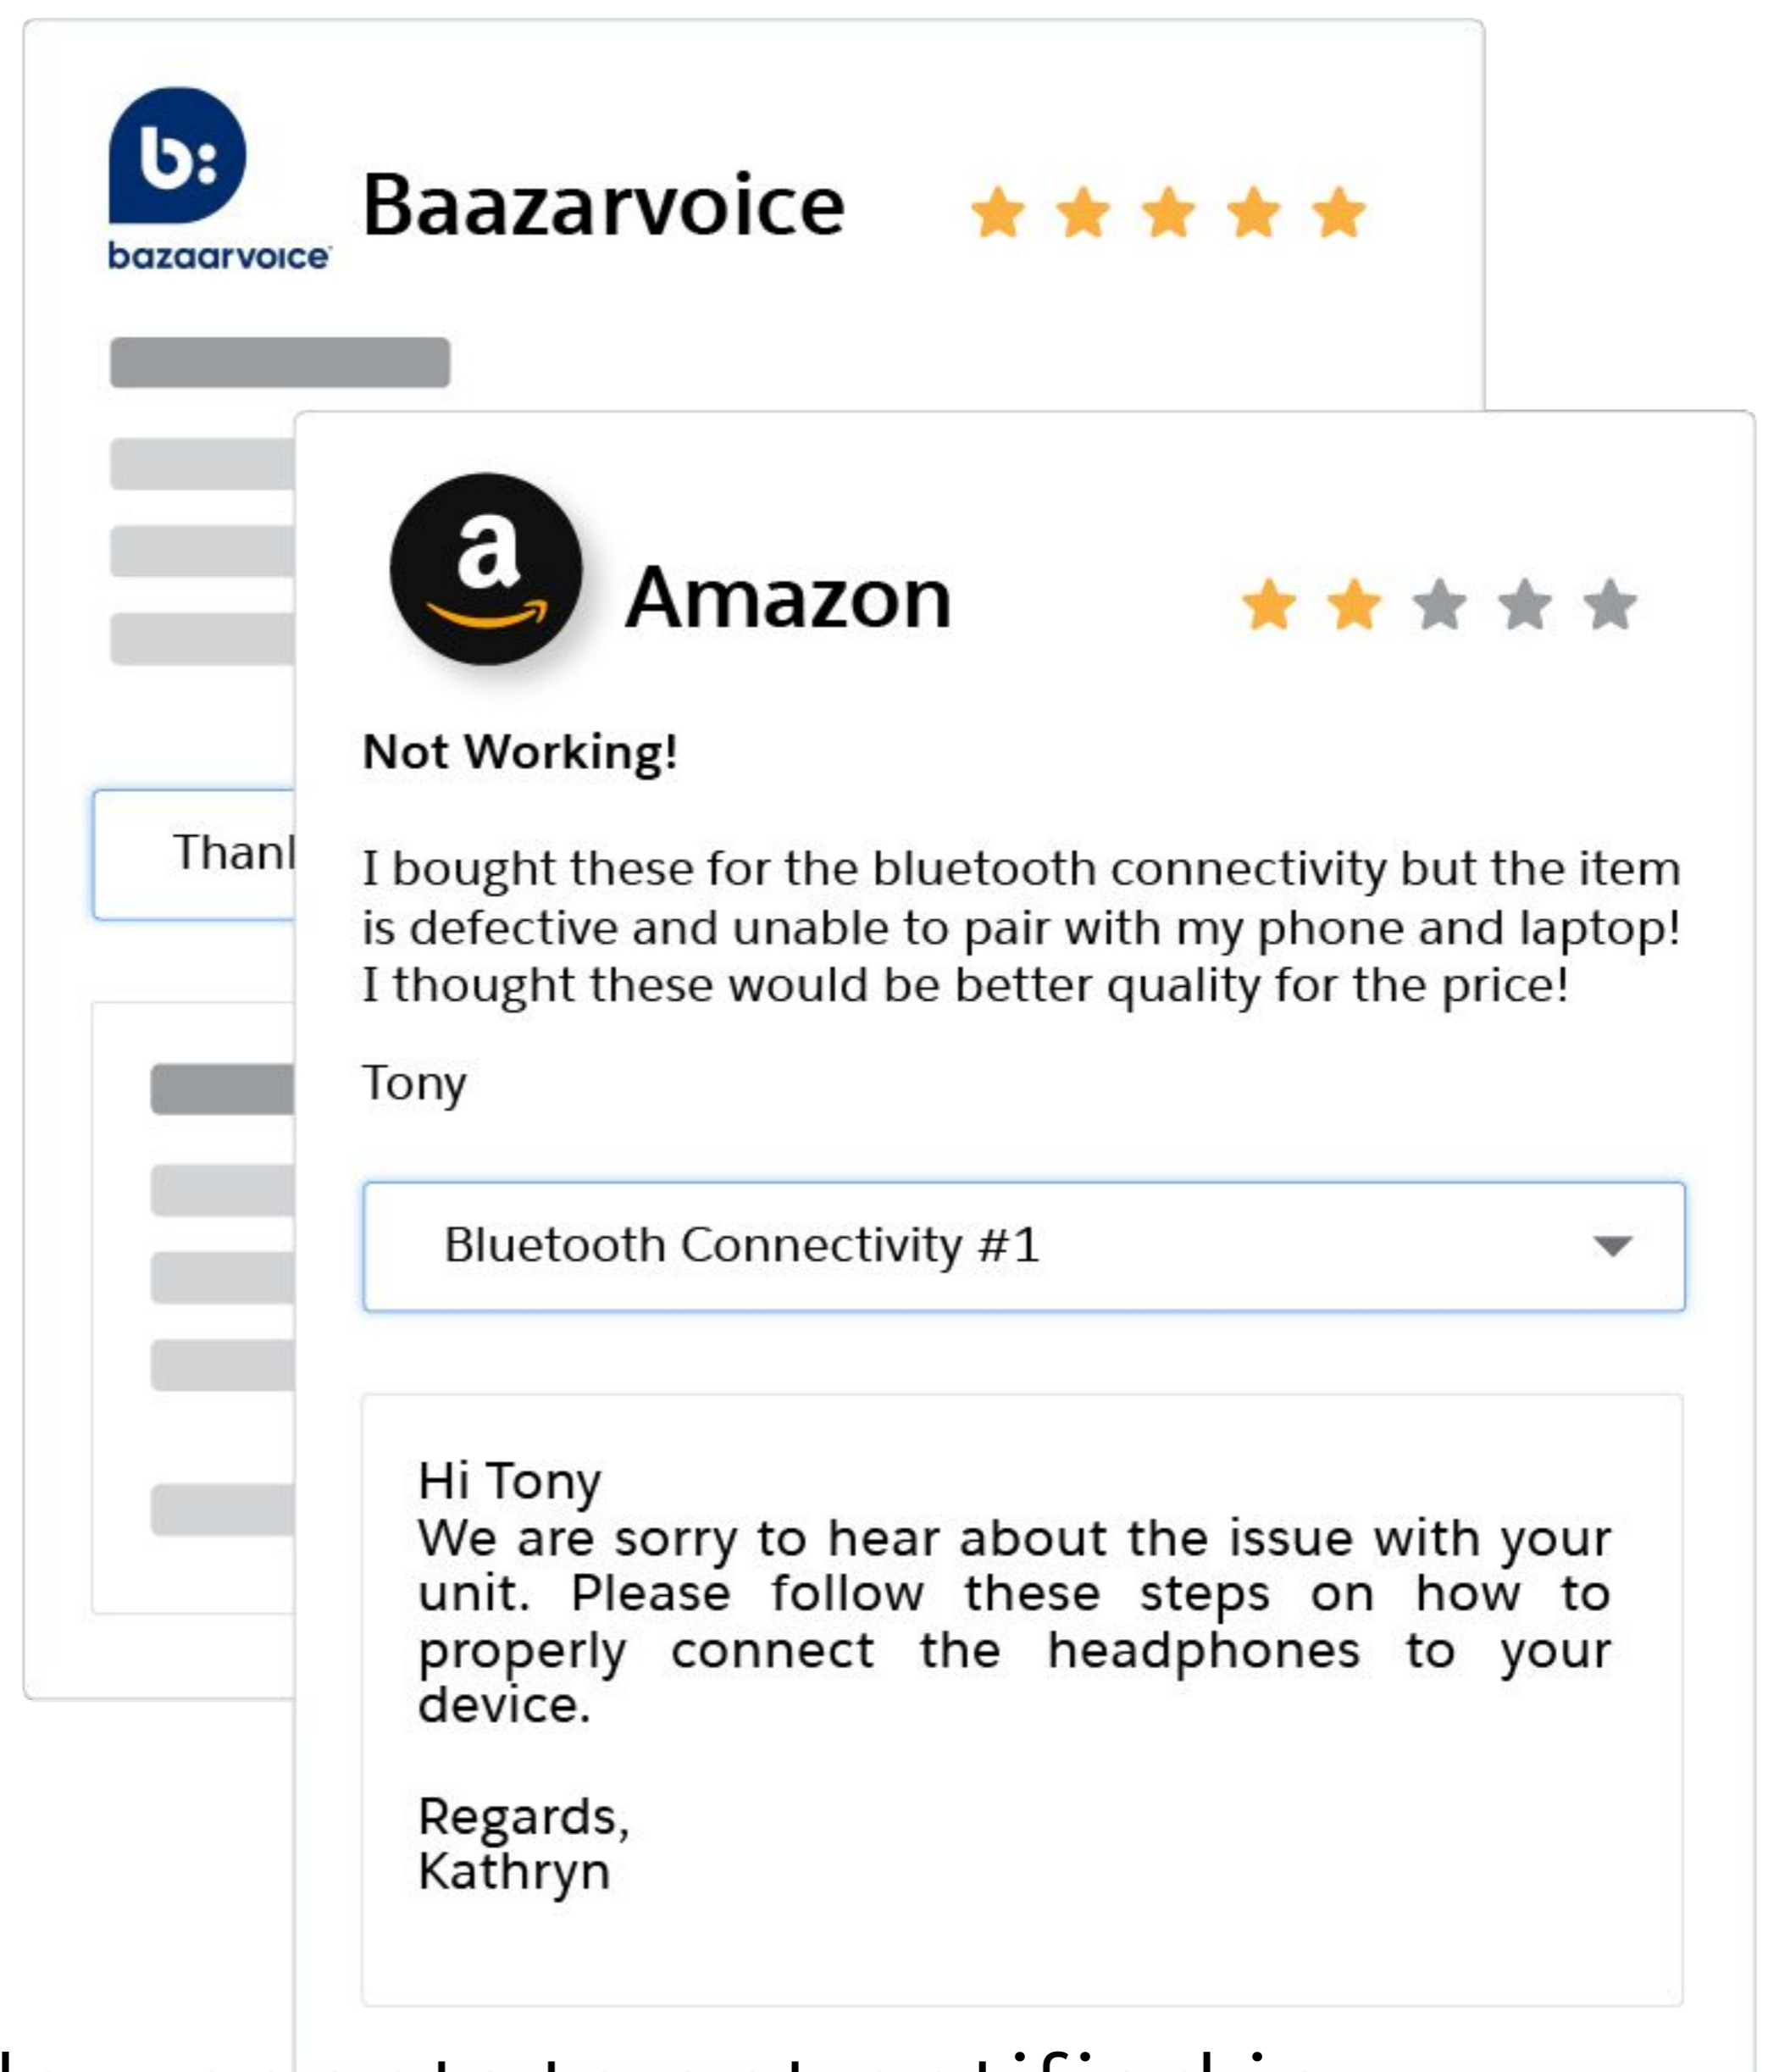 b:
bazaarvoice
Baazarvoice
a
Amazon
Not Working!
I bought these for the bluetooth connectivity but the item
is defective and unable to pair with my phone and laptop!
I thought these would be better quality for the price!
Tony
Bluetooth Connectivity #1
Hi Tony
We are sorry to hear about the issue with your
unit. Please follow these steps on how to
properly connect the headphones to your
device.
Regards,
Kathryn